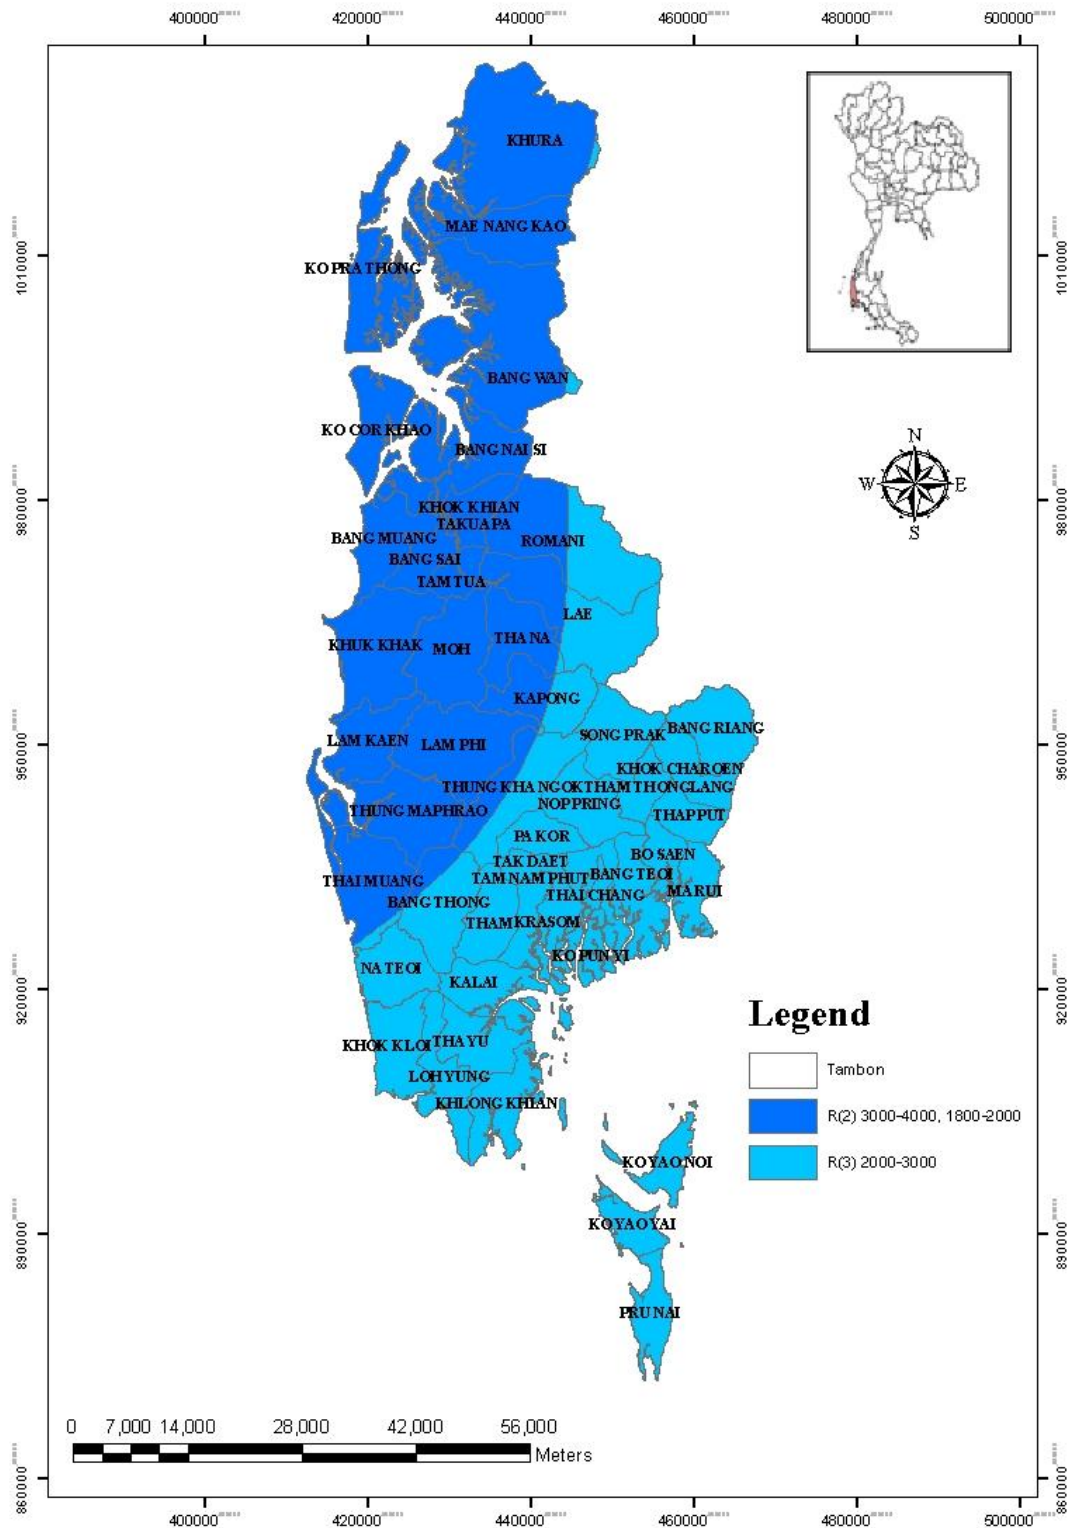 400000 420000 440000 460000 480000 500000
1010000
980000
950000
920000
890000
860000
KHURA
MAE NANG KAO
KO PRA THONG
BANG WAN
KO COR KHAO
BANG NAI SI
KHOK KHIAN
TAKUAPA
BANG MUANG
ROMANI
BANG SAI
TAM TUA
LAE
KHUK KHAK
MOH
THA NA
KAPONG
LAM KAEN
LAM PHI
SONG PRAK
BANG RIANG
KHOK CHAROEN
THUNG KHA NGOK
THAM THONGLANG
THUNG MAPHRAO
NOPPRING
THAP PUT
PA KOR
TAK DAET
BO SAEN
THAI MUANG
TAM NAM PHUT
BANG TEOI
BANG THONG
THAI CHANG
MARUI
THAM
KRASOM
KO PUN YI
NA TEOI
KALAI
KHOK KLOI
THA YU
LOH YUNG
KHLONG KHIAN
KO YAO NOI
KO YAO YAI
PRU NAI
N
W E
S
Legend
Tambon
R(2) 3000-4000, 1800-2000
R(3) 2000-3000
0 7,000 14,000 28,000 42,000 56,000
Meters
1010000
980000
950000
920000
890000
860000
400000 420000 440000 460000 480000 500000